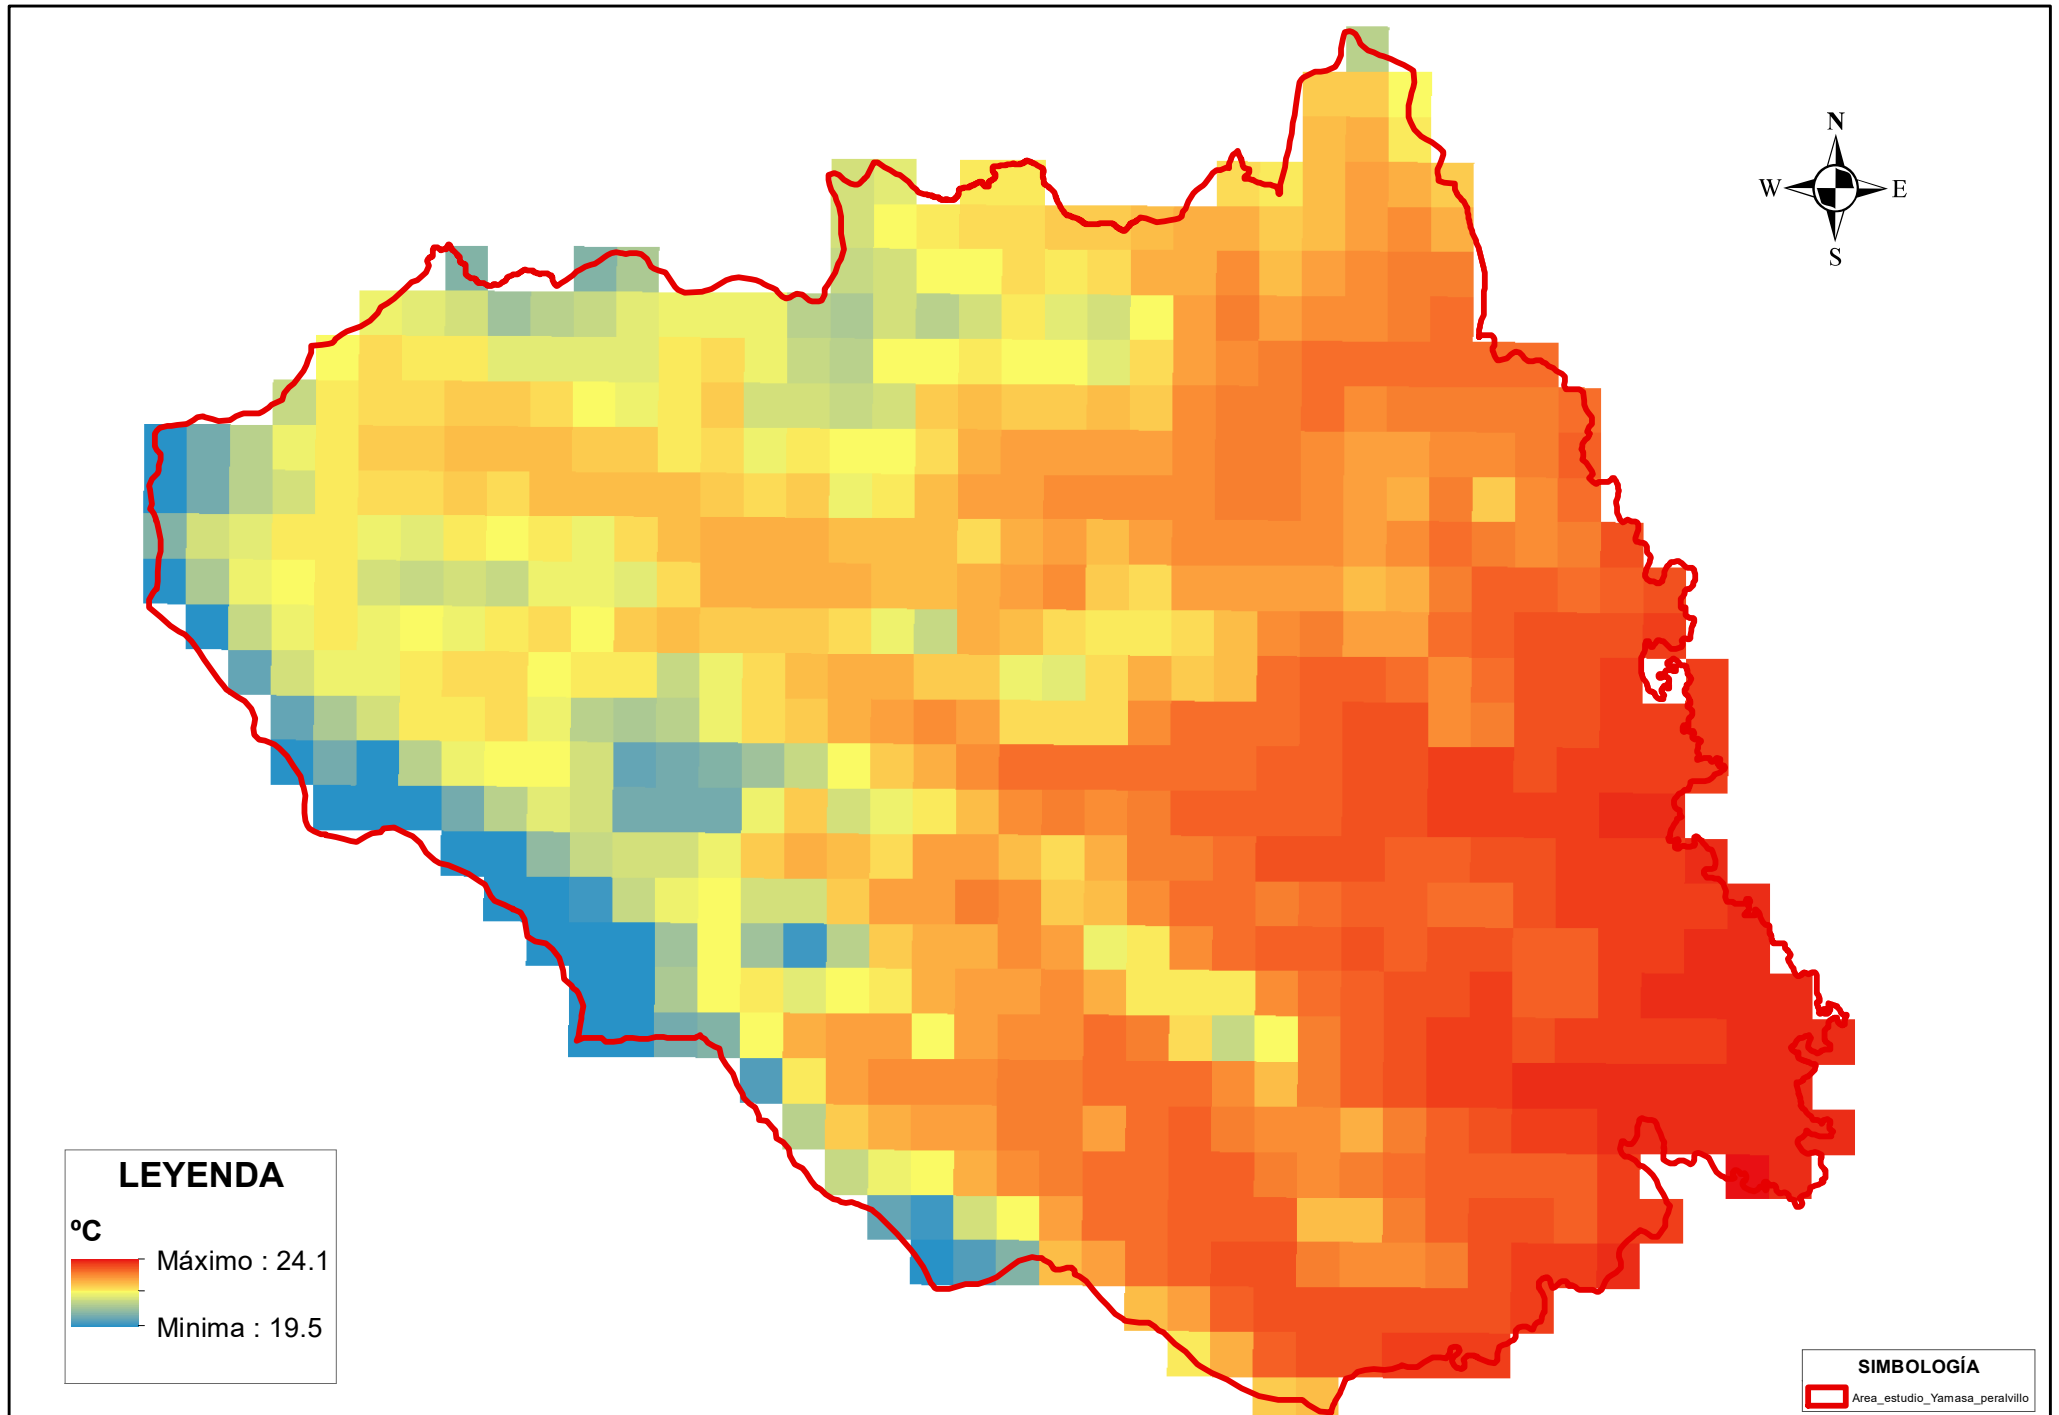 N
W E
S
LEYENDA
ºC
Máximo : 24.1
Minima : 19.5
SIMBOLOGÍA
Area_estudio_Yamasa_peralvillo